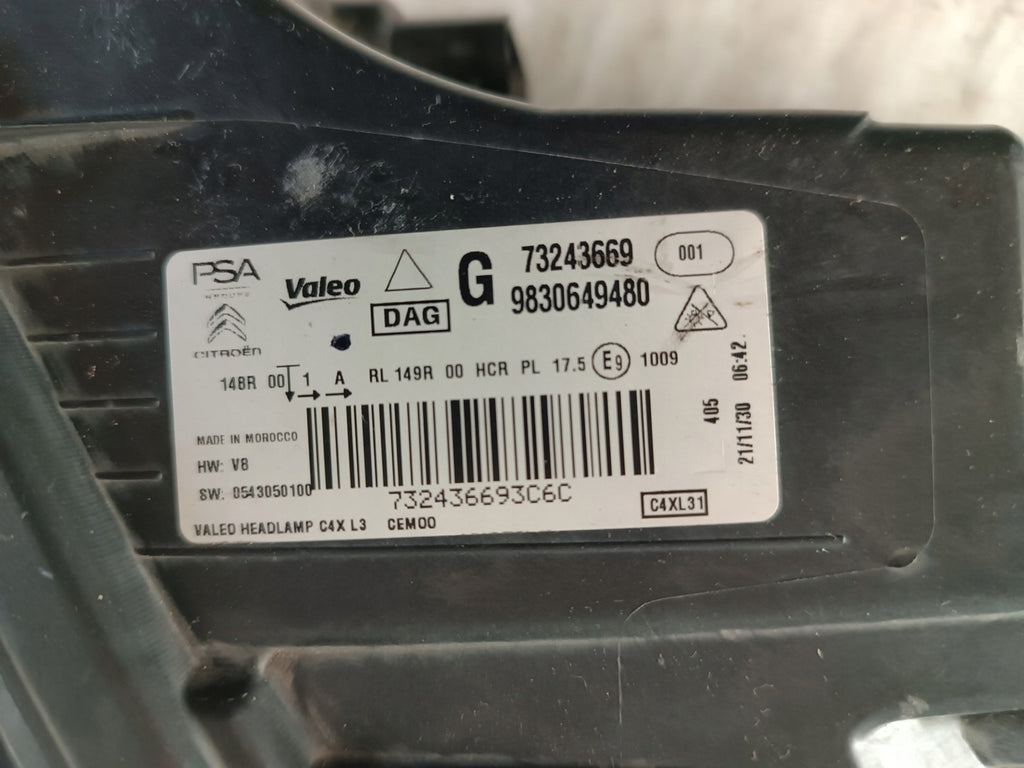 PSA
GROUPE
CITROËN
Valeo
DAG
G
73243669
9830649480
001
148R 00 1 A RL 149R 00 HCR PL 17.5 E9 1009
MADE IN MOROCCO
HW: V8
SW: 0543050100
732436693C6C
VALEO HEADLAMP C4X L3 CEM00
C4XL31
405
21/11/30 06:42.